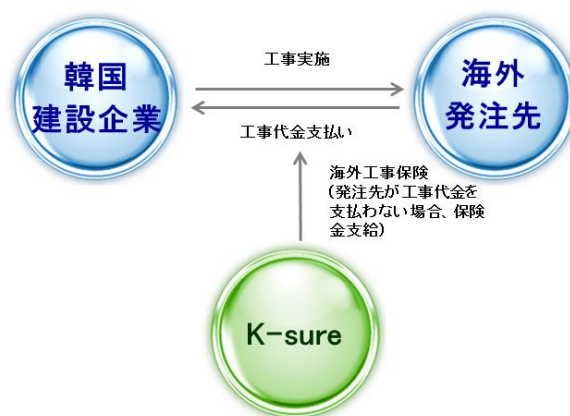 韓国
建設企業
工事実施
海外
発注先
工事代金支払い
海外工事保険
(発注先が工事代金を
支払わない場合、保険
金支給)
K-sure